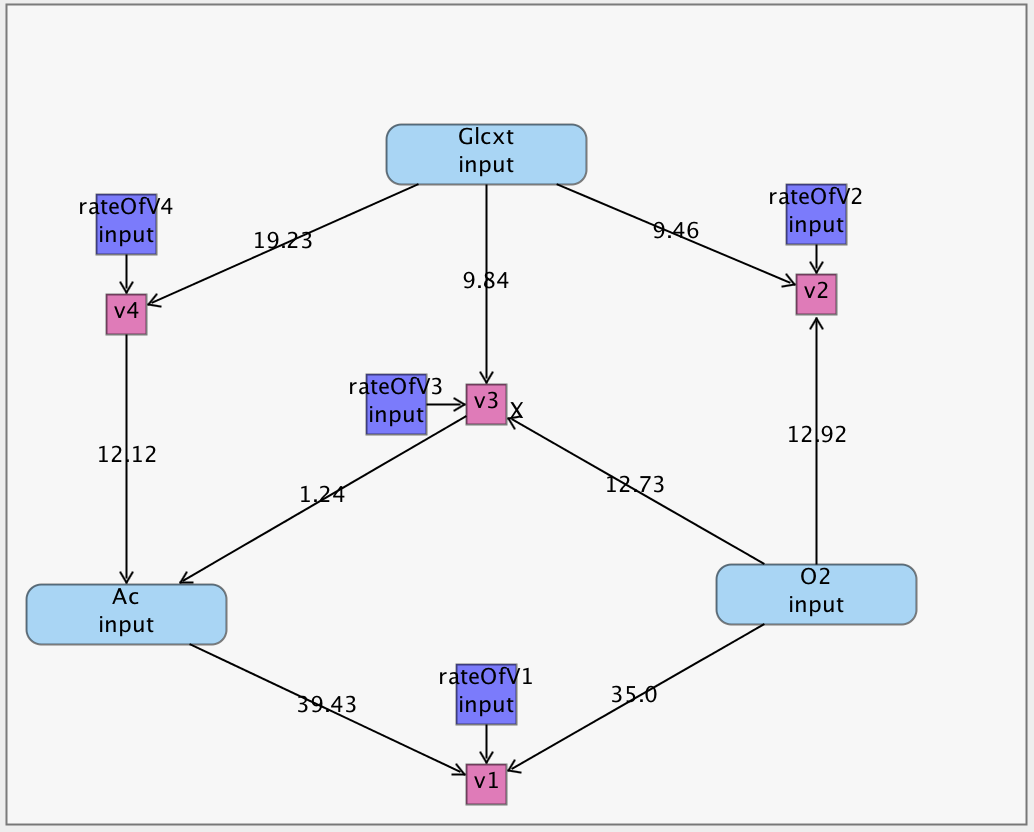 Glcxt
input
rateOfV4
input
rateOfV2
input
19.23
9.46
9.84
v2
v4
rateOfV3
input
v3
X
12.12
12.92
1.24
12.73
O2
input
Ac
input
rateOfV1
input
39.43
35.0
v1